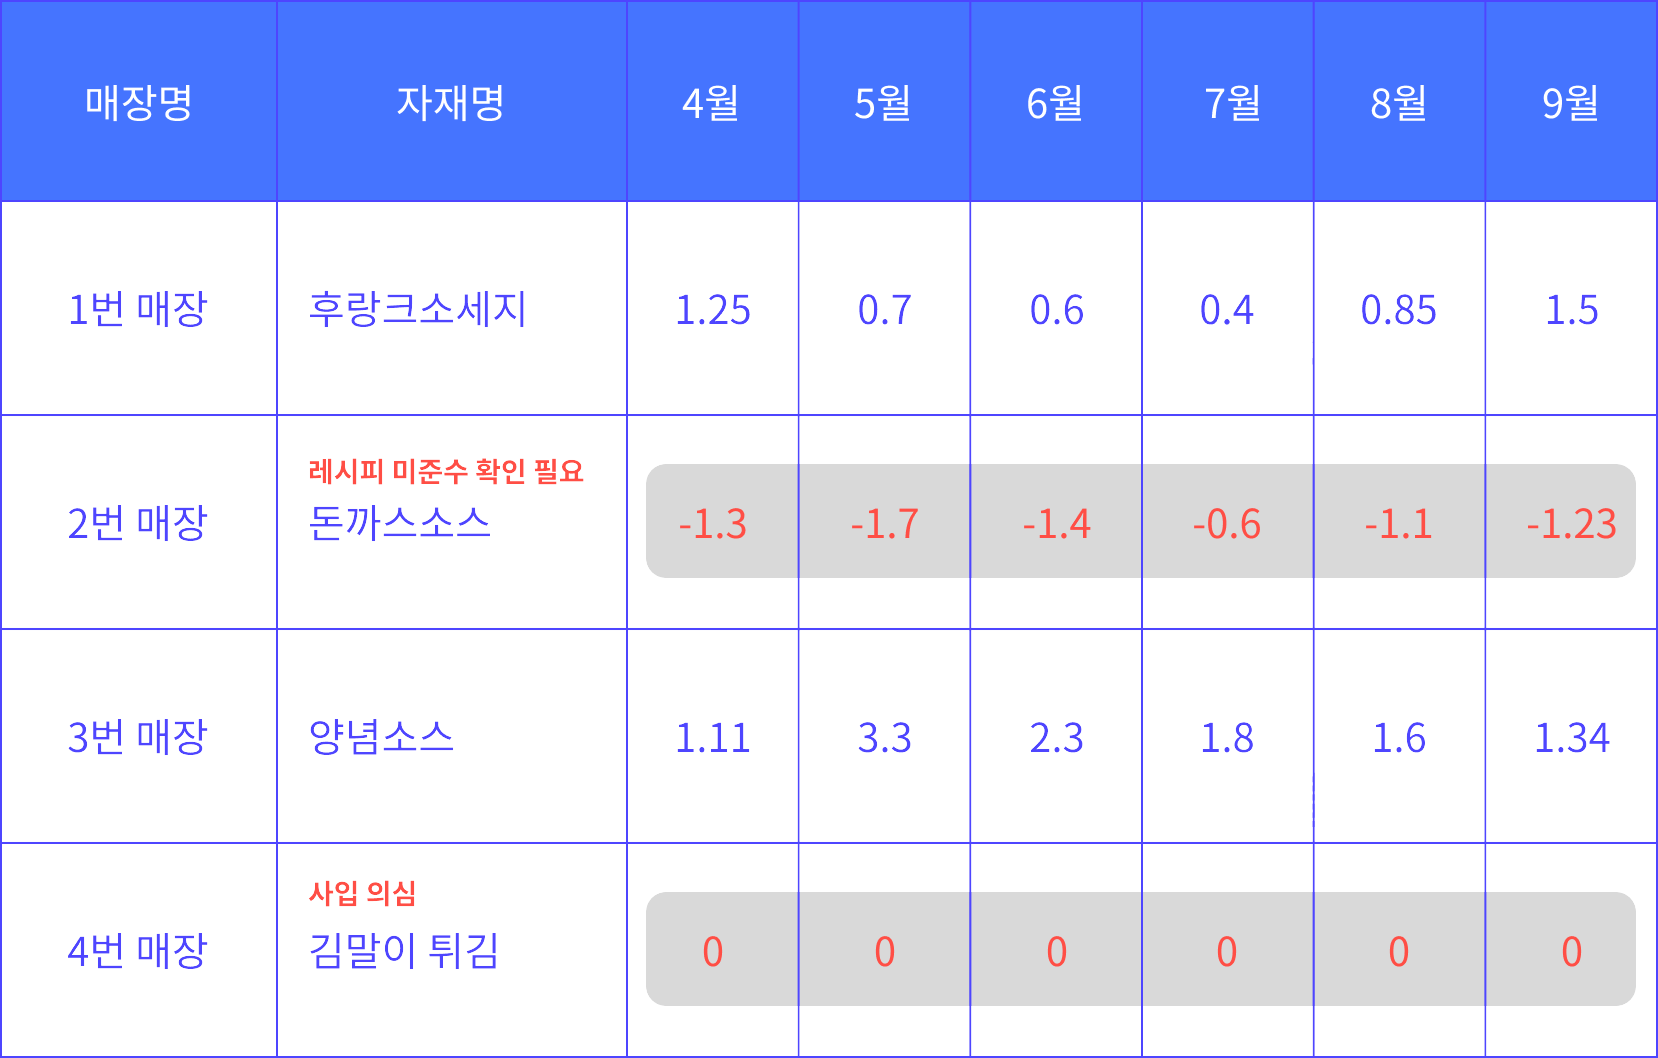 매장명 자재명 4월 5월 6월 7월 8월 9월
1번 매장 후랑크소세지 1.25 0.7 0.6 0.4 0.85 1.5
레시피 미준수 확인 필요
2번 매장 돈까스소스 -1.3 -1.7 -1.4 -0.6 -1.1 -1.23
3번 매장 양념소스 1.11 3.3 2.3 1.8 1.6 1.34
사입 의심
4번 매장 김말이 튀김 0 0 0 0 0 0